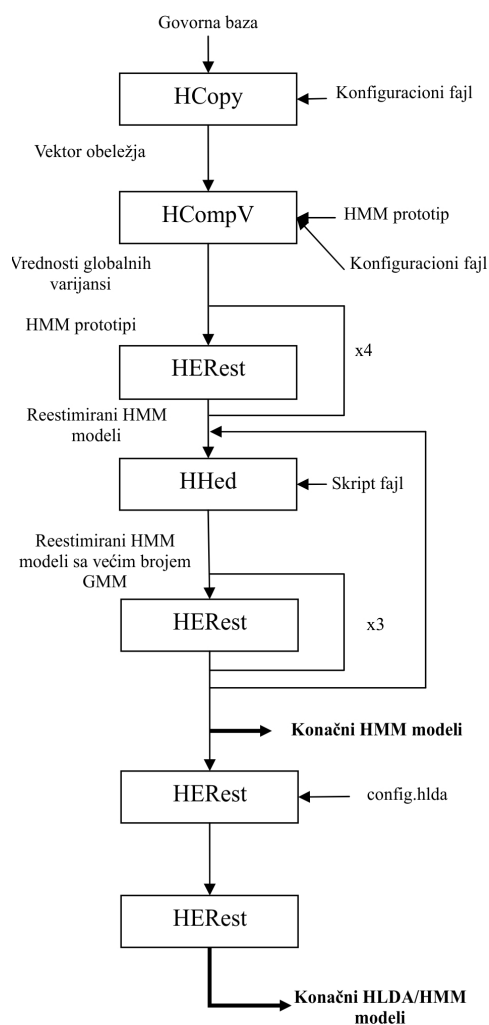 Govorna baza
HCopy
Konfiguracioni fajl
Vektor obeležja
HCompV
HMM prototip
Konfiguracioni fajl
Vrednosti globalnih
varijansi
HMM prototipi
x4
HERest
Reestimirani HMM
modeli
HHed
Skript fajl
Reestimirani HMM
modeli sa većim brojem
GMM
HERest
x3
Konačni HMM modeli
HERest
config.hlda
HERest
Konačni HLDA/HMM
modeli